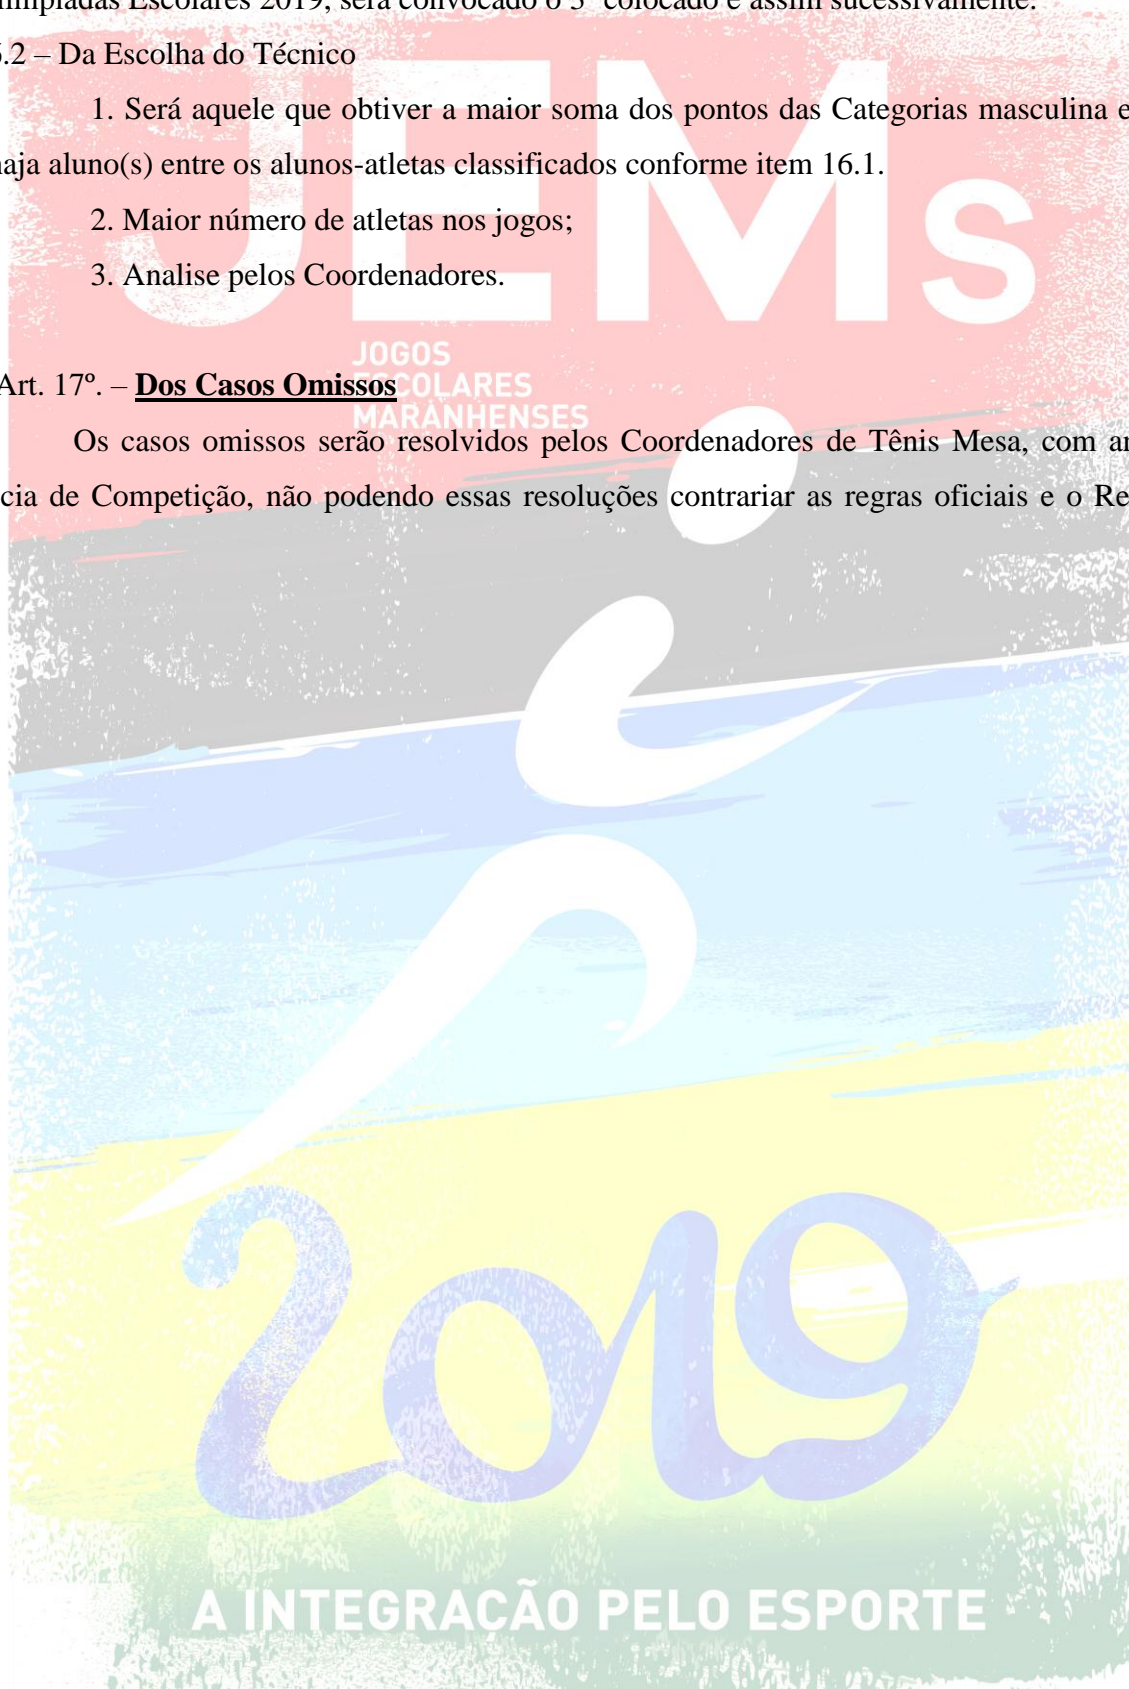 Escolares 2019, será convocado o 3º colocado e assim sucessivamente.
.2 – Da Escolha do Técnico
1. Será aquele que obtiver a maior soma dos pontos das Categorias masculina e
haja aluno(s) entre os alunos-atletas classificados conforme item 16.1.
2. Maior número de atletas nos jogos;
3. Analise pelos Coordenadores.
JEMs
JOGOS
ESCOLARES
MARANHENSES
Art. 17º. – Dos Casos Omissos
Os casos omissos serão resolvidos pelos Coordenadores de Tênis Mesa, com
de Competição, não podendo essas resoluções contrariar as regras oficiais e o
2019
A INTEGRAÇÃO PELO ESPORTE